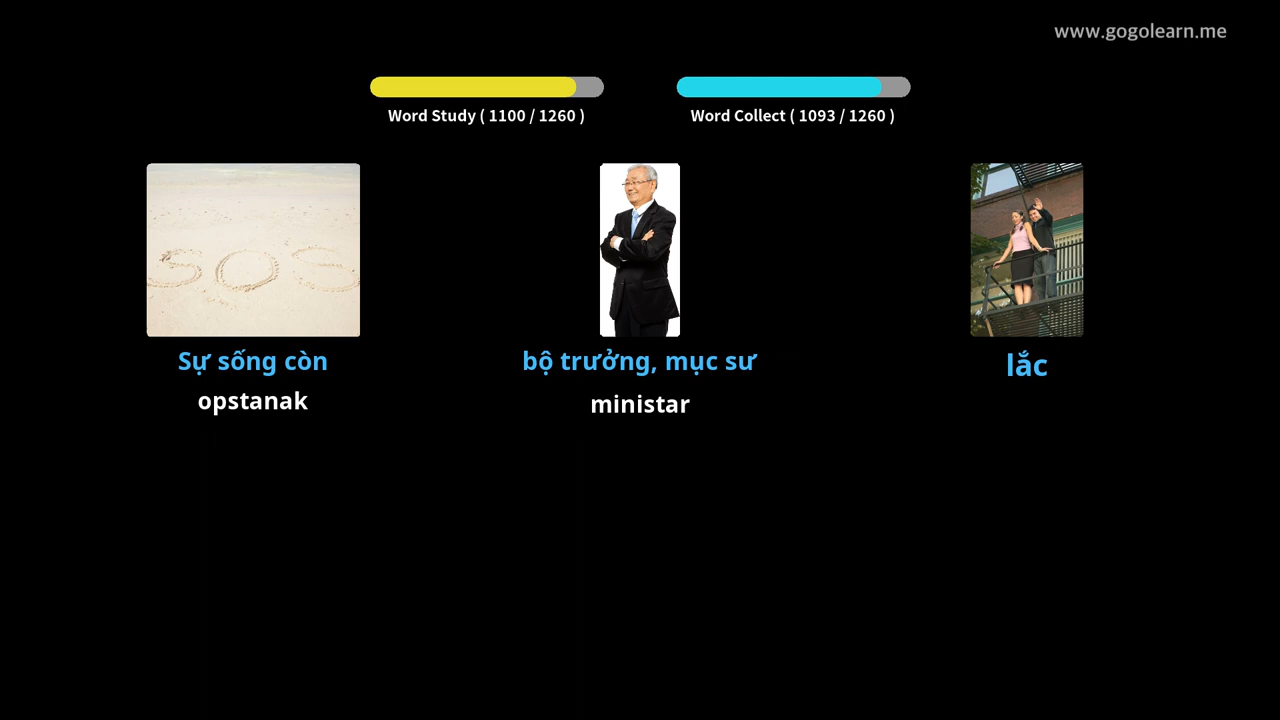 www.gogolearn.me
Word Study ( 1100 / 1260 )
Word Collect ( 1093 / 1260 )
SOS
Sự sống còn
opstanak
bộ trưởng, mục sư
ministar
lắc